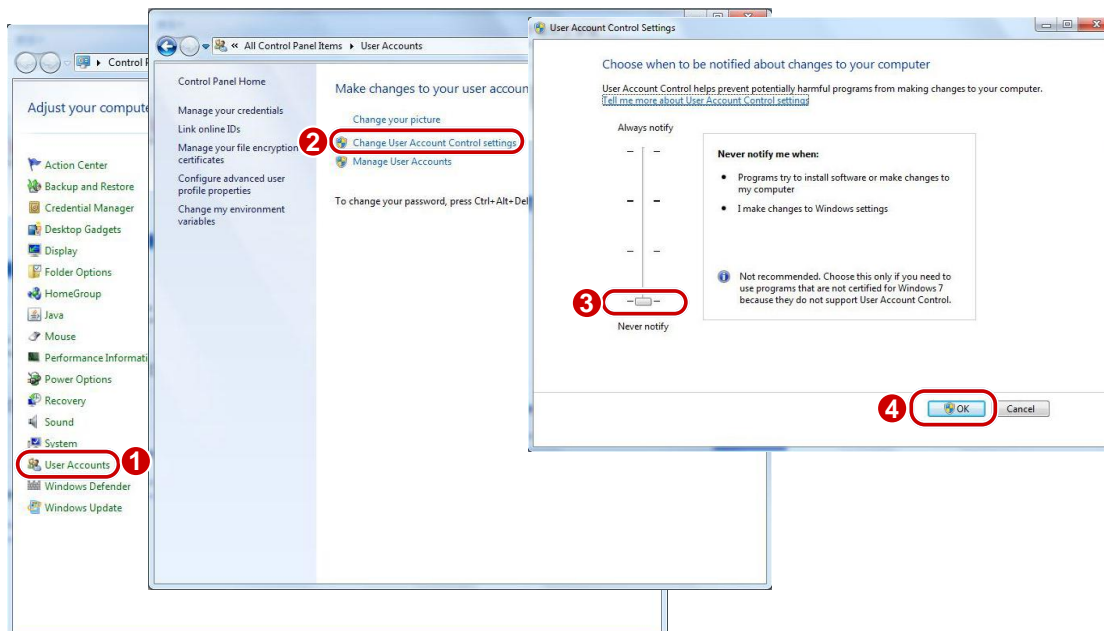 Control P
Adjust your compute
Action Center
Backup and Restore
Credential Manager
Desktop Gadgets
Display
Folder Options
HomeGroup
Java
Mouse
Performance Informati
Power Options
Recovery
Sound
System
User Accounts
1
Windows Defender
Windows Update
« All Control Panel Items ▸ User Accounts
Control Panel Home
Manage your credentials
Link online IDs
Manage your file encryption
certificates
Configure advanced user
profile properties
Change my environment
variables
Make changes to your user accoun
Change your picture
2
Change User Account Control settings
Manage User Accounts
To change your password, press Ctrl+Alt+Del
User Account Control Settings
Choose when to be notified about changes to your computer
User Account Control helps prevent potentially harmful programs from making changes to your computer.
Tell me more about User Account Control settings
Always notify
3
Never notify
Never notify me when:
• Programs try to install software or make changes to
my computer
• I make changes to Windows settings
Not recommended. Choose this only if you need to
use programs that are not certified for Windows 7
because they do not support User Account Control.
4
OK
Cancel